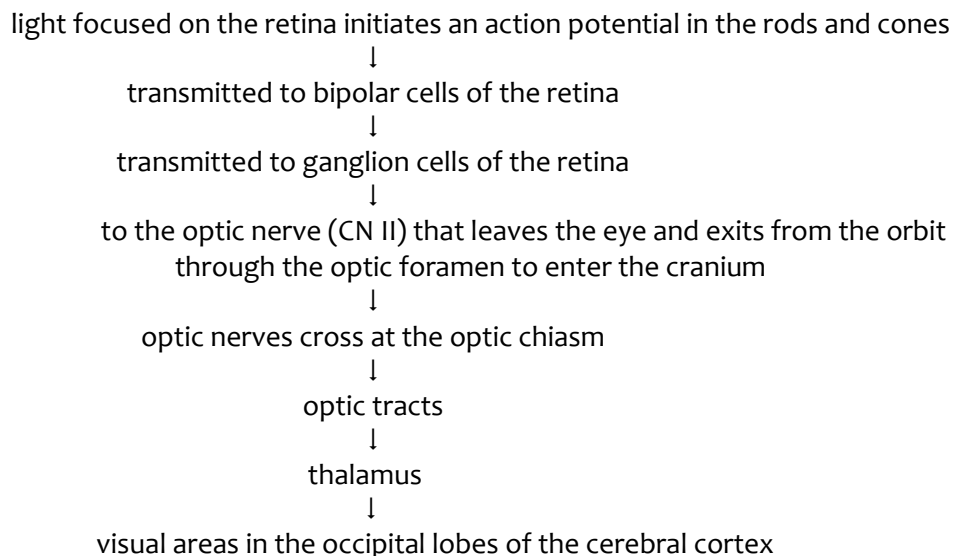 light focused on the retina initiates an action potential in the rods and cones
↓
transmitted to bipolar cells of the retina
↓
transmitted to ganglion cells of the retina
↓
to the optic nerve (CN II) that leaves the eye and exits from the orbit
through the optic foramen to enter the cranium
↓
optic nerves cross at the optic chiasm
↓
optic tracts
↓
thalamus
↓
visual areas in the occipital lobes of the cerebral cortex